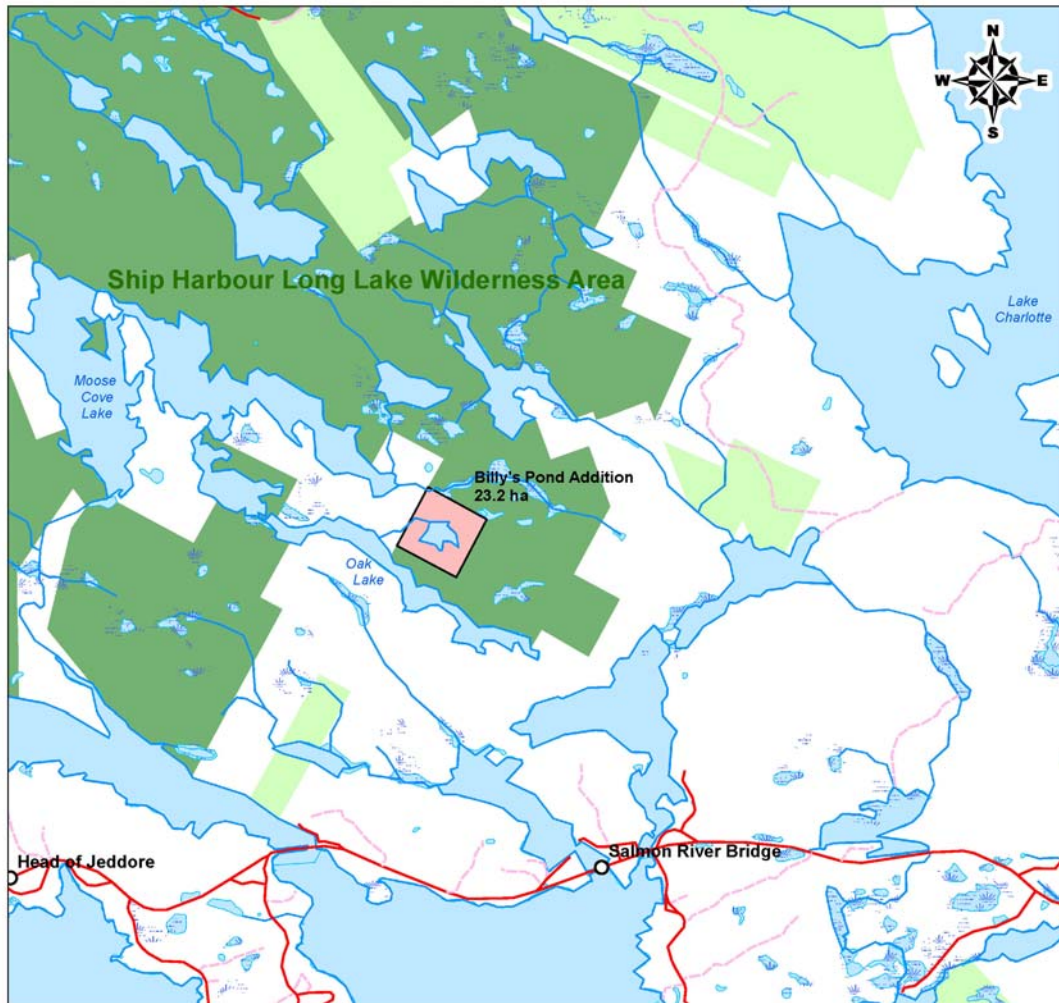 N
W E
S
Ship Harbour Long Lake Wilderness Area
Lake
Charlotte
Moose
Cove
Lake
Billy's Pond Addition
23.2 ha
Oak
Lake
Head of Jeddore
Salmon River Bridge